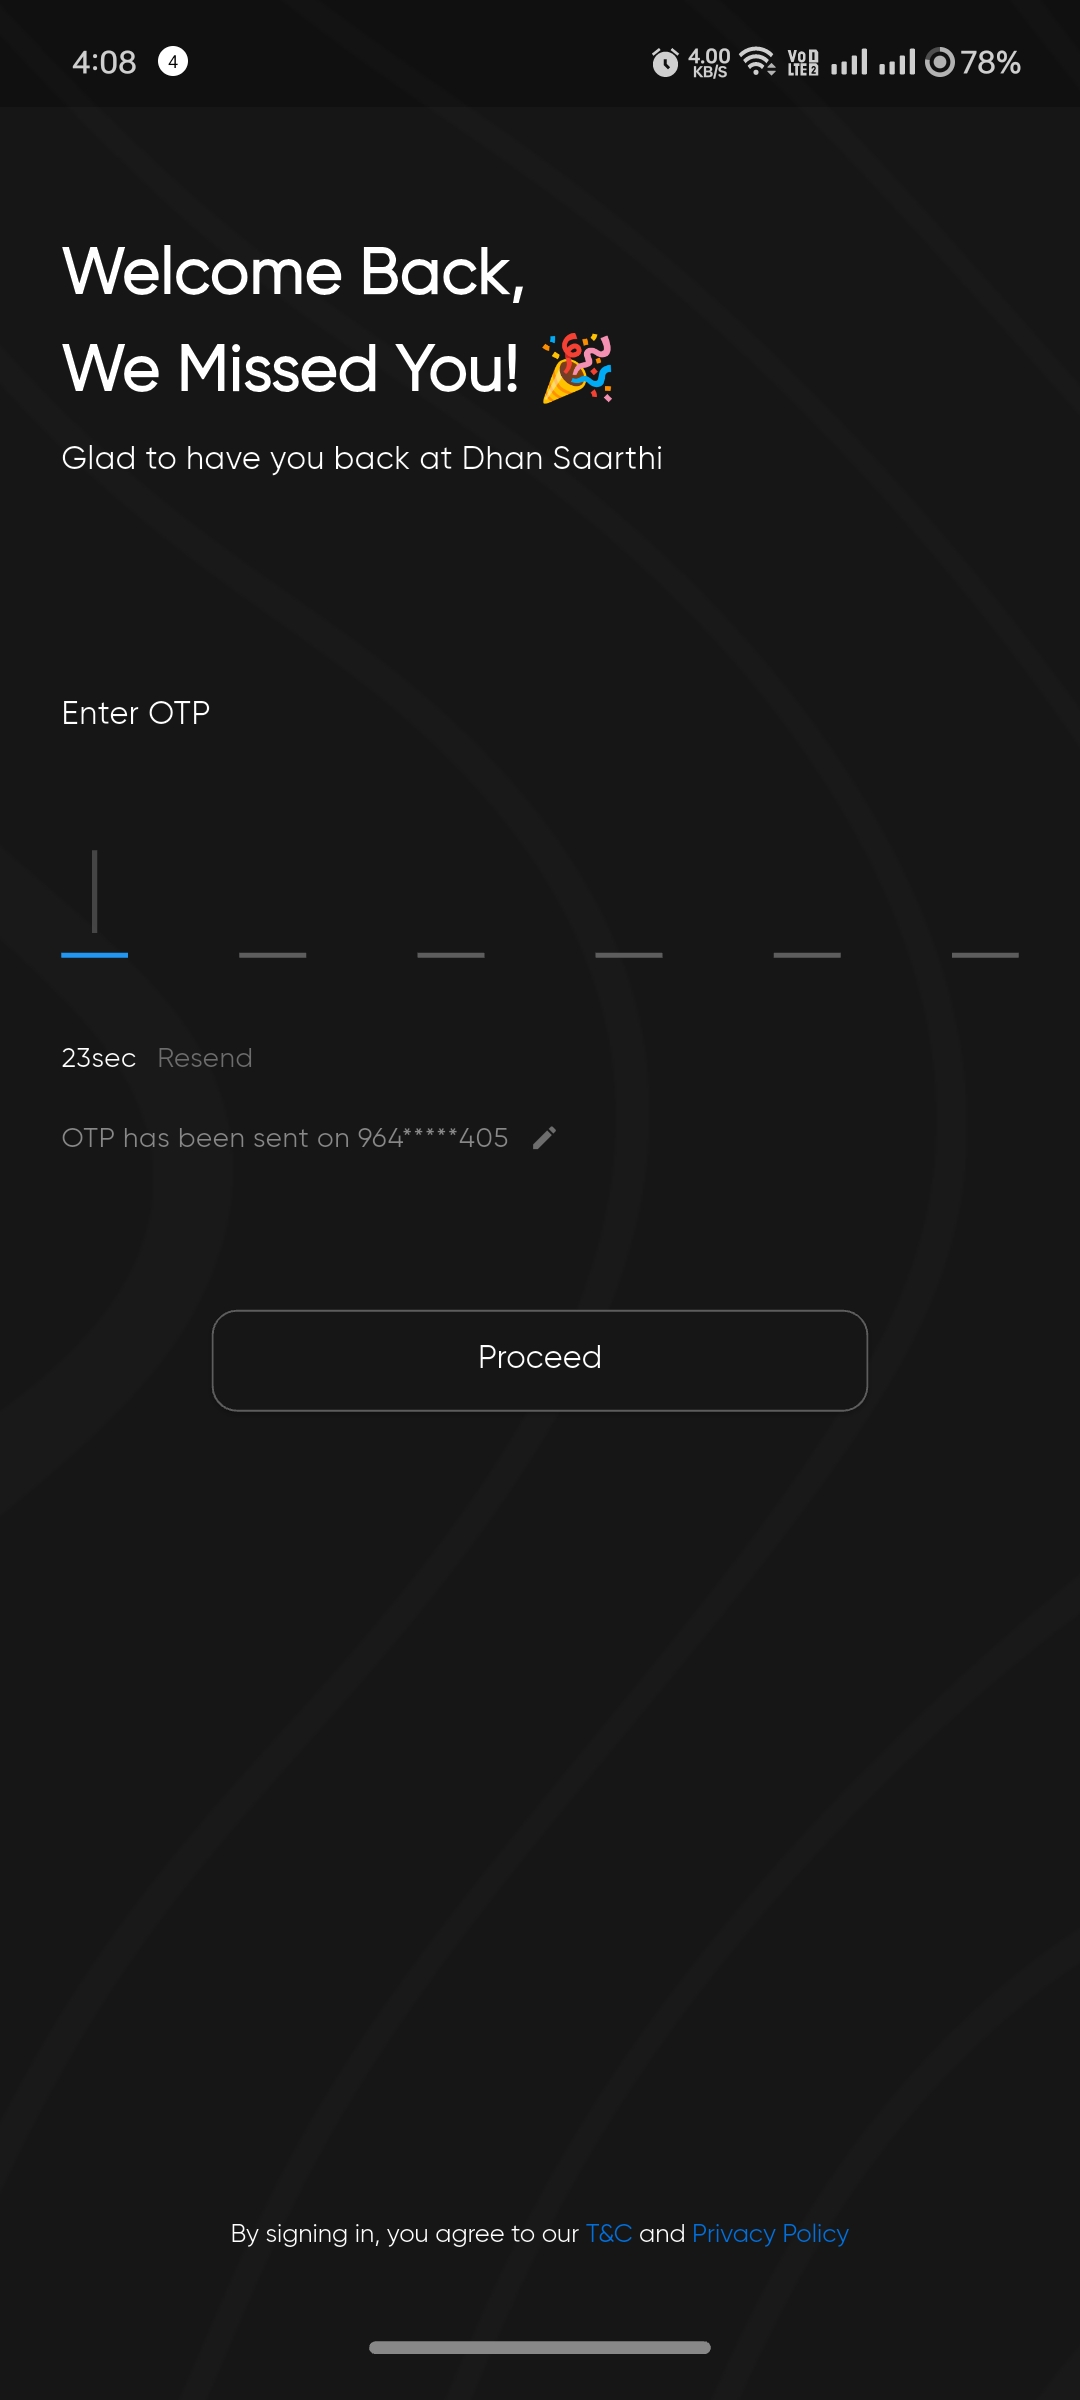 4:08 4 4.00 KB/S VoD LTE2 78%
Welcome Back,
We Missed You! 🎉
Glad to have you back at Dhan Saarthi
Enter OTP
23sec Resend
OTP has been sent on 964*****405
Proceed
By signing in, you agree to our T&C and Privacy Policy